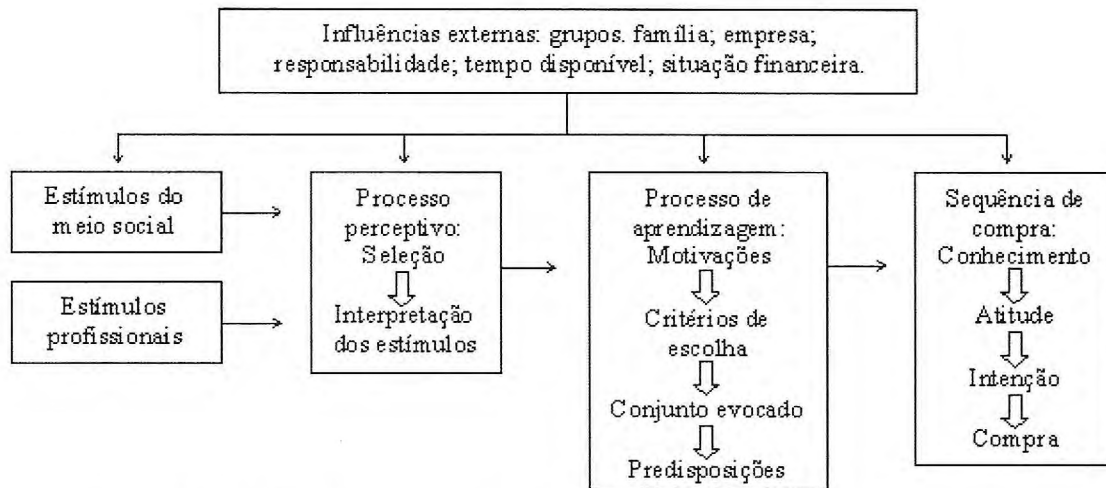 Influências externas: grupos. família; empresa;
responsabilidade; tempo disponível; situação financeira.
Estímulos do
meio social
Estímulos
profissionais
Processo
perceptivo:
Seleção
Interpretação
dos estímulos
Processo de
aprendizagem:
Motivações
Critérios de
escolha
Conjunto evocado
Predisposições
Sequência de
compra:
Conhecimento
Atitude
Intenção
Compra